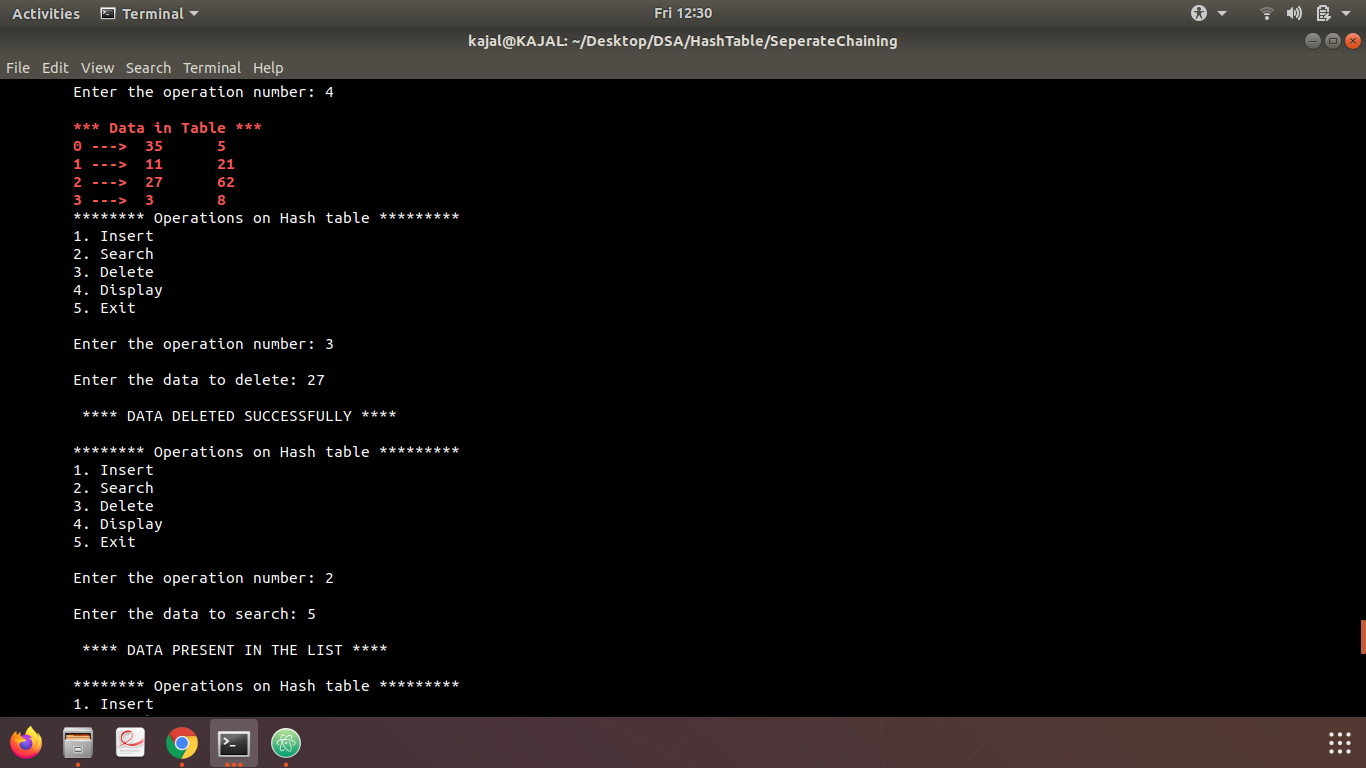 Activities Terminal Fri 12:30
kajal@KAJAL: ~/Desktop/DSA/HashTable/SeperateChaining
File Edit View Search Terminal Help
Enter the operation number: 4
*** Data in Table ***
0 ---> 35 5
1 ---> 11 21
2 ---> 27 62
3 ---> 3 8
******** Operations on Hash table *********
1. Insert
2. Search
3. Delete
4. Display
5. Exit
Enter the operation number: 3
Enter the data to delete: 27
**** DATA DELETED SUCCESSFULLY ****
******** Operations on Hash table *********
1. Insert
2. Search
3. Delete
4. Display
5. Exit
Enter the operation number: 2
Enter the data to search: 5
**** DATA PRESENT IN THE LIST ****
******** Operations on Hash table *********
1. Insert